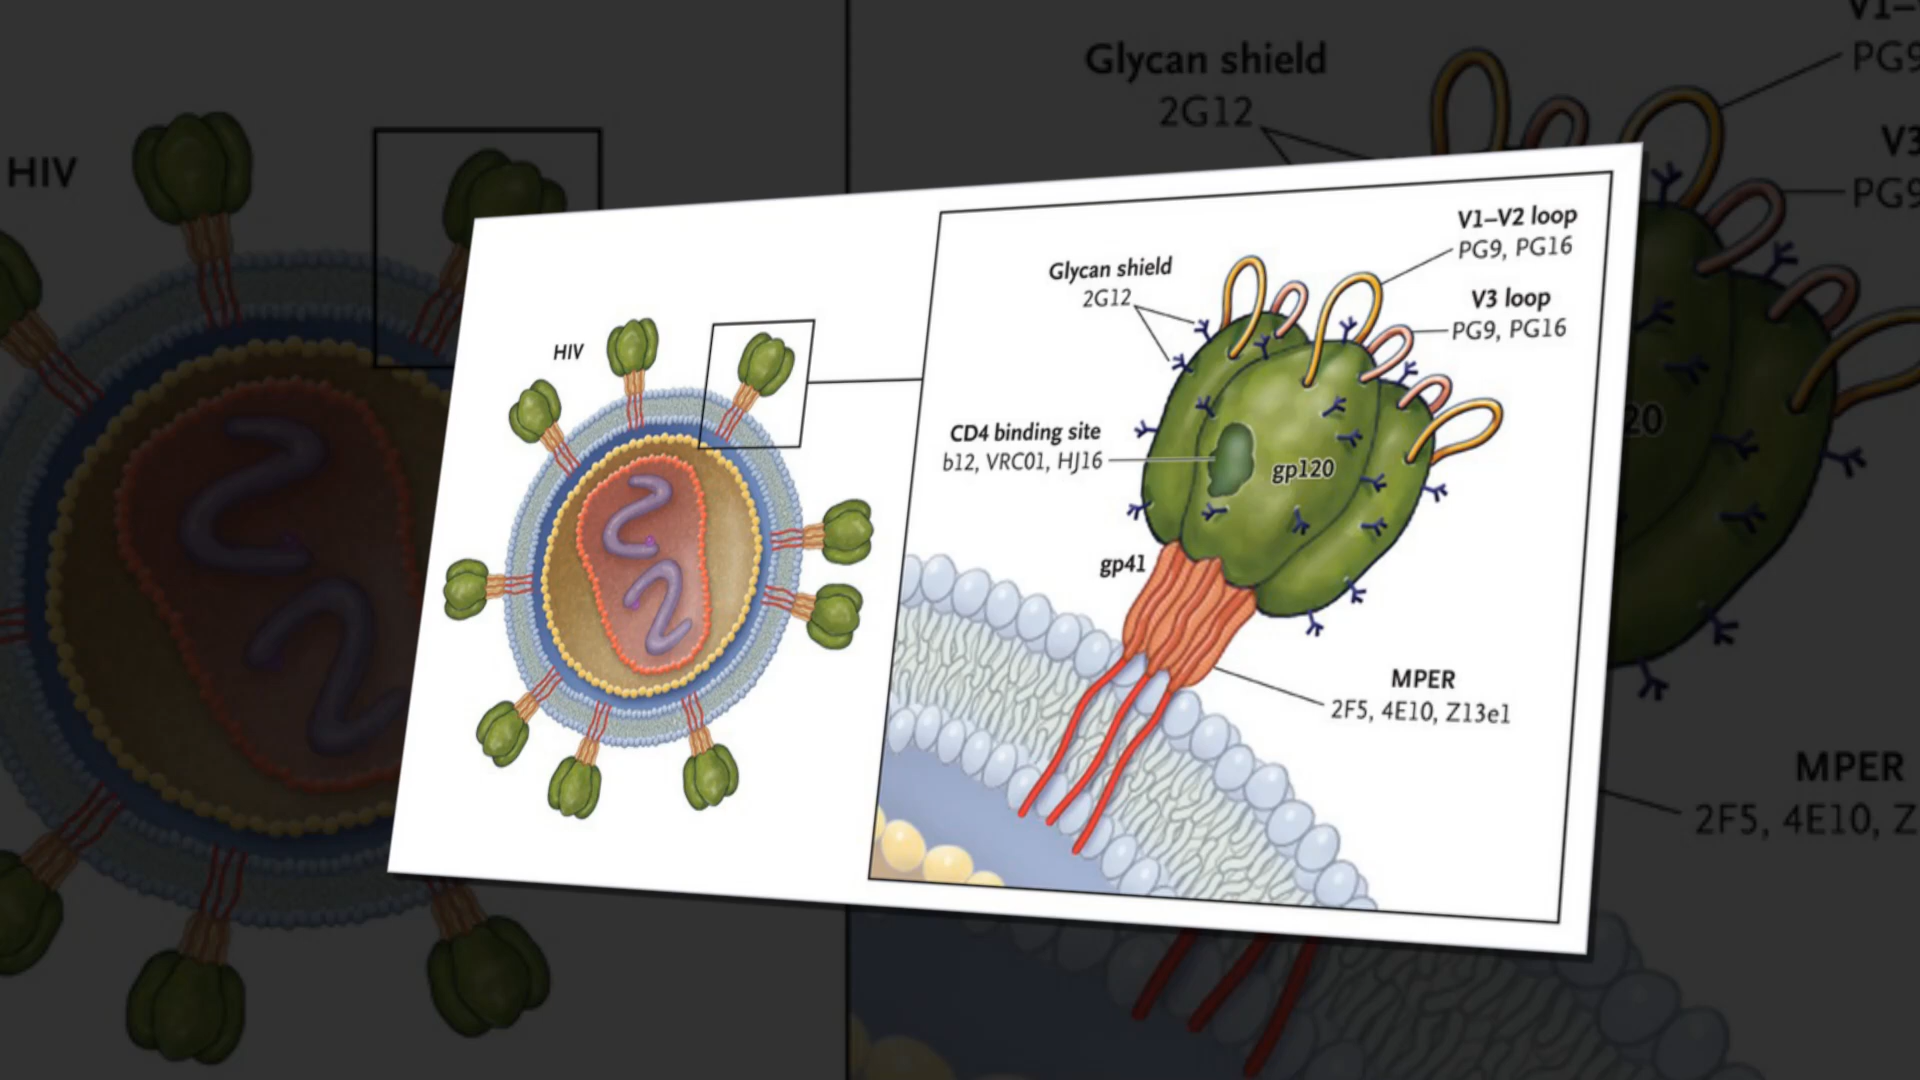 HIV
Glycan shield
2G12
V1–
PG9
V3
PG9
HIV
Glycan shield
2G12
V1–V2 loop
PG9, PG16
V3 loop
PG9, PG16
CD4 binding site
b12, VRC01, HJ16
gp120
gp41
MPER
2F5, 4E10, Z13e1
20
MPER
2F5, 4E10, Z